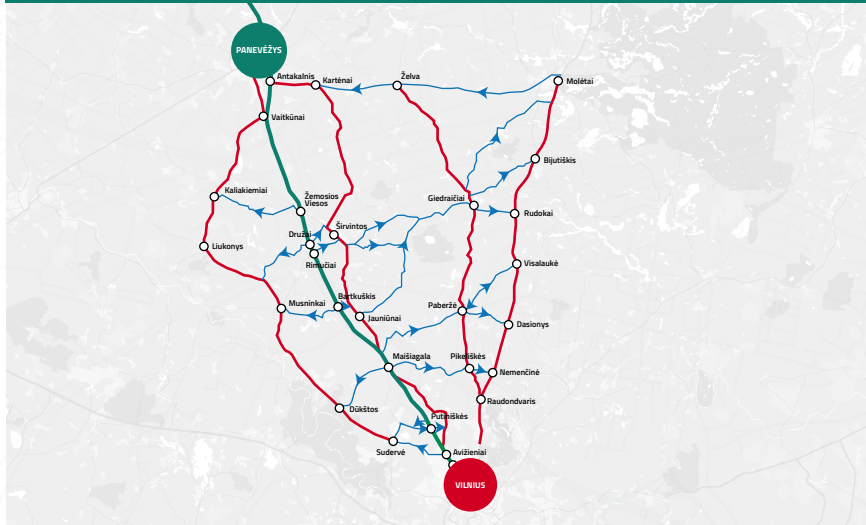 PANEVĖŽYS
Antakalnis
Kartėnai
Želva
Molėtai
Vaitkūnai
Bijutiškis
Kaliakiemiai
Žemosios
Viesos
Giedraičiai
Rudokai
Širvintos
Družai
Liukonys
Rimučiai
Visalaukė
Musninkai
Bartkuškis
Jauniūnai
Paberžė
Dasionys
Maišiagala
Pikeliškės
Nemenčinė
Dūkštos
Raudondvaris
Putiniškės
Sudervė
Avižieniai
VILNIUS